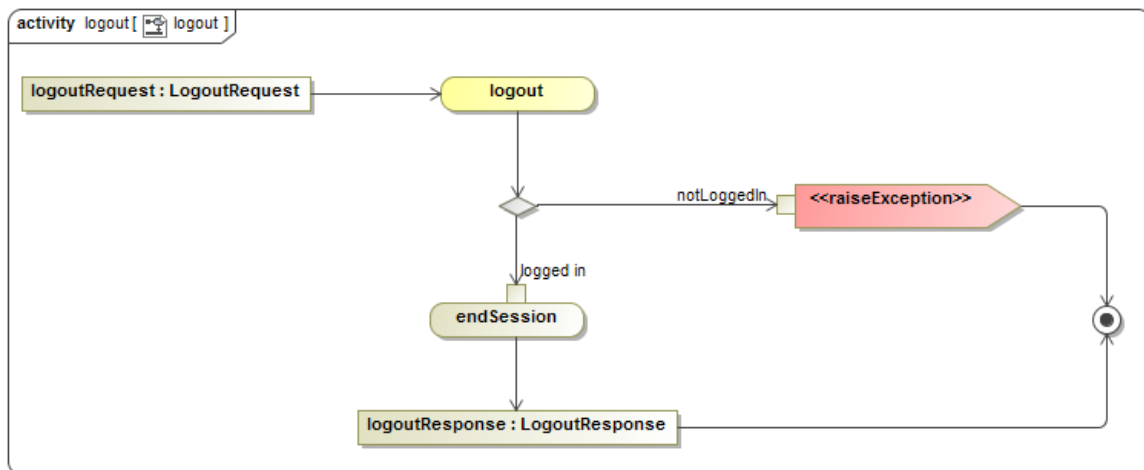 activity logout [ logout ]
logoutRequest : LogoutRequest
logout
notLoggedIn
<<raiseException>>
logged in
endSession
logoutResponse : LogoutResponse